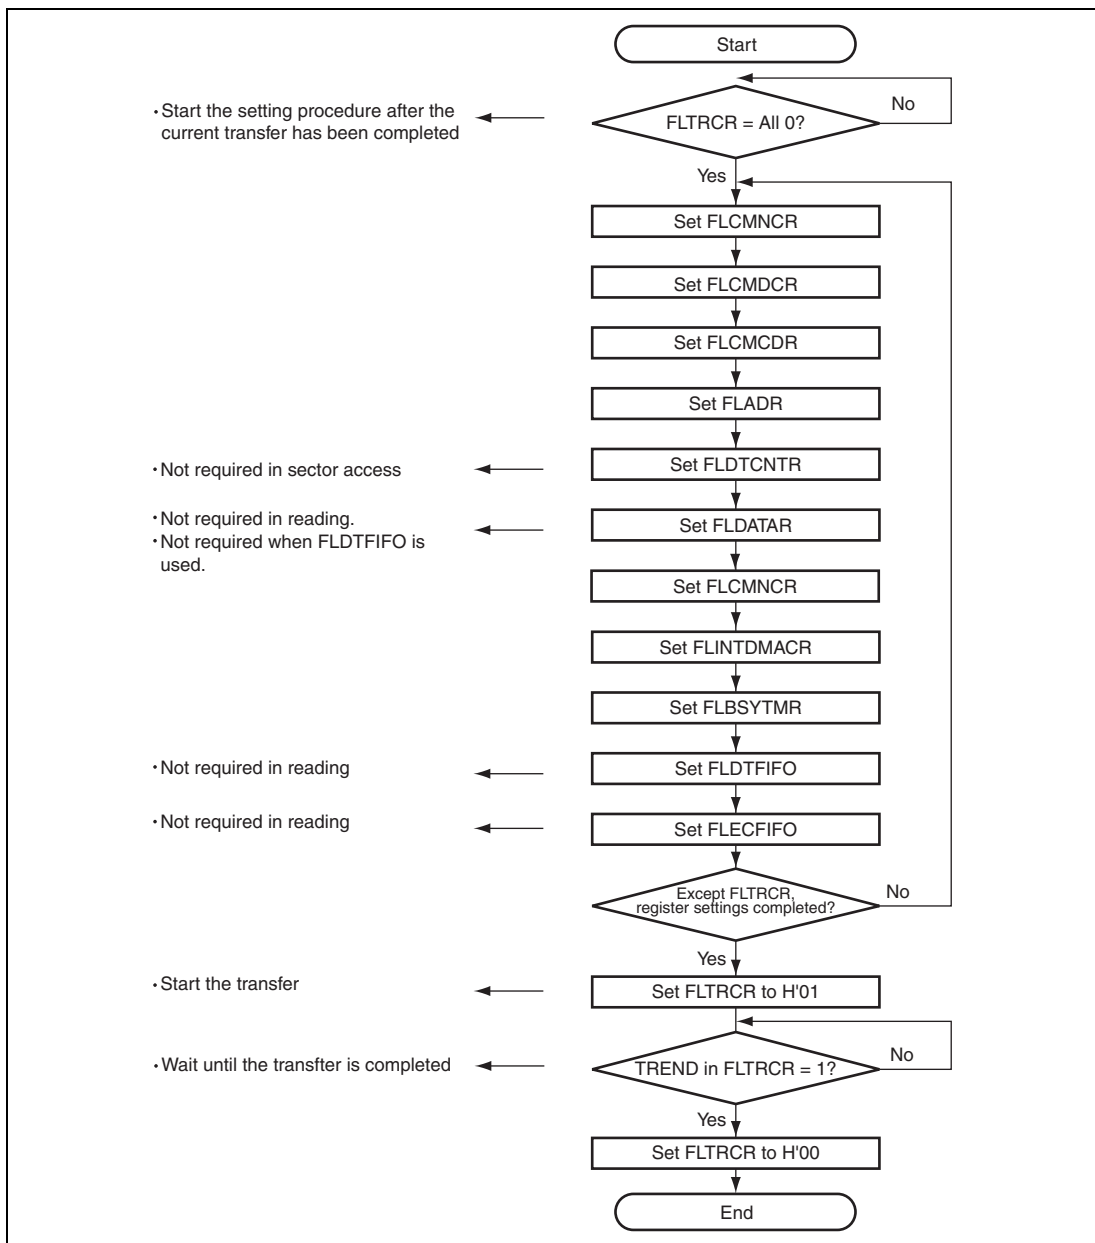 Start
No
• Start the setting procedure after the
current transfer has been completed
FLTRCR = All 0?
Yes
Set FLCMNCR
Set FLCMDCR
Set FLCMCDR
Set FLADR
• Not required in sector access
Set FLDTCNTR
• Not required in reading.
• Not required when FLDTFIFO is
used.
Set FLDATAR
Set FLCMNCR
Set FLINTDMACR
Set FLBSYTMR
• Not required in reading
Set FLDTFIFO
• Not required in reading
Set FLECFIFO
Except FLTRCR,
register settings completed?
No
Yes
• Start the transfer
Set FLTRCR to H'01
• Wait until the transfter is completed
TREND in FLTRCR = 1?
No
Yes
Set FLTRCR to H'00
End